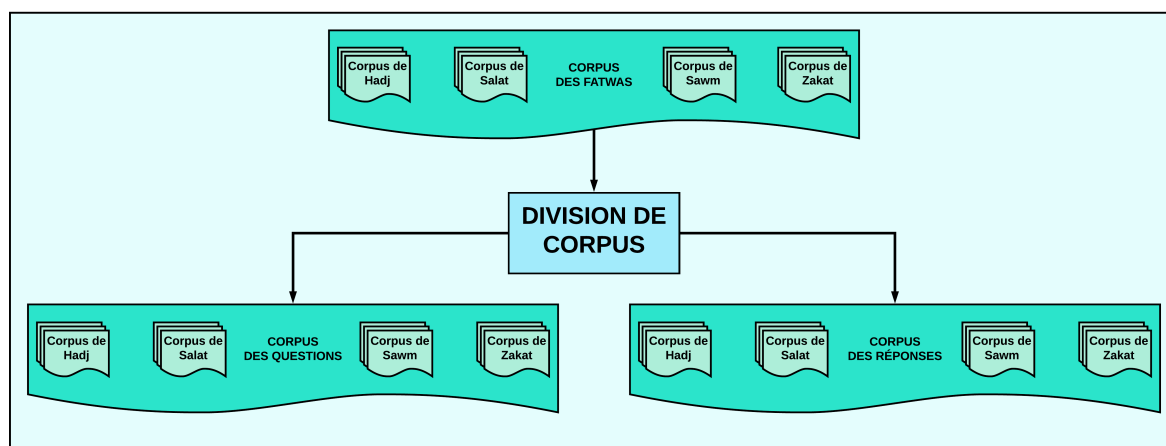 Corpus de
Hadj
Corpus de
Salat
CORPUS
DES FATWAS
Corpus de
Sawm
Corpus de
Zakat
DIVISION DE
CORPUS
Corpus de
Hadj
Corpus de
Salat
CORPUS
DES QUESTIONS
Corpus de
Sawm
Corpus de
Zakat
Corpus de
Hadj
Corpus de
Salat
CORPUS
DES RÉPONSES
Corpus de
Sawm
Corpus de
Zakat